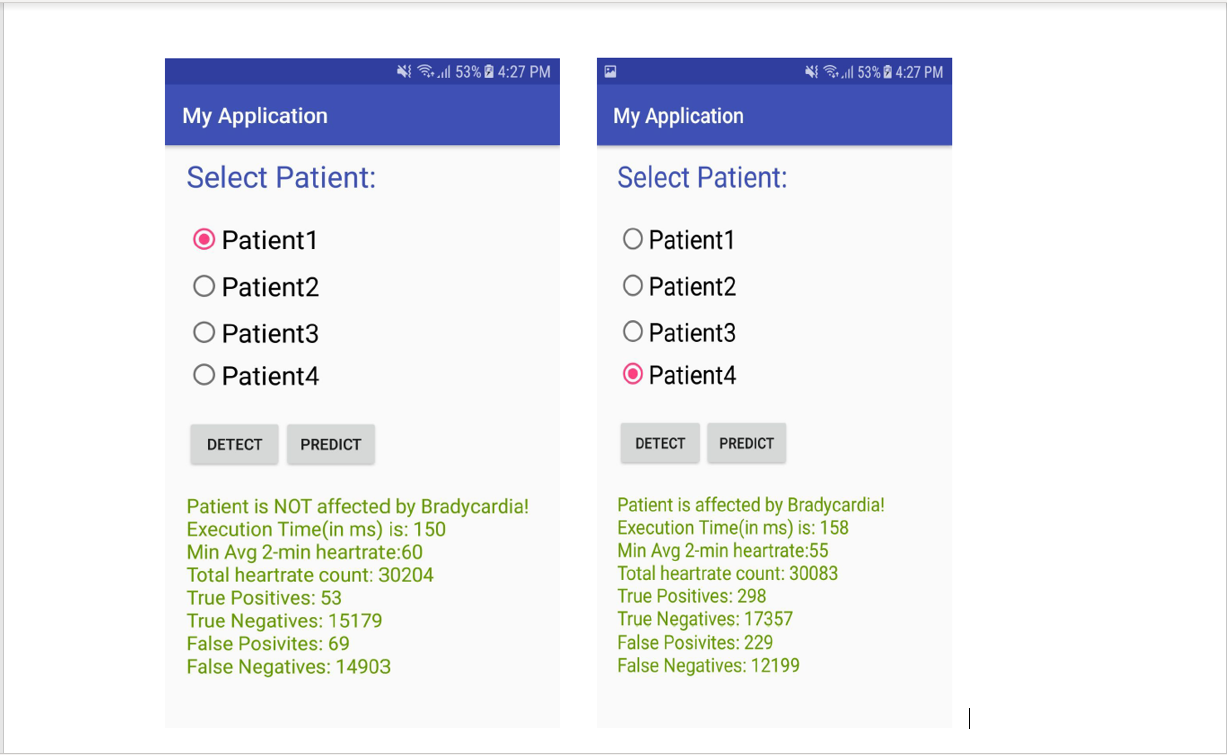 53% 4:27 PM
My Application
Select Patient:
Patient1
Patient2
Patient3
Patient4
DETECT PREDICT
Patient is NOT affected by Bradycardia!
Execution Time(in ms) is: 150
Min Avg 2-min heartrate:60
Total heartrate count: 30204
True Positives: 53
True Negatives: 15179
False Posivites: 69
False Negatives: 14903
53% 4:27 PM
My Application
Select Patient:
Patient1
Patient2
Patient3
Patient4
DETECT PREDICT
Patient is affected by Bradycardia!
Execution Time(in ms) is: 158
Min Avg 2-min heartrate:55
Total heartrate count: 30083
True Positives: 298
True Negatives: 17357
False Posivites: 229
False Negatives: 12199